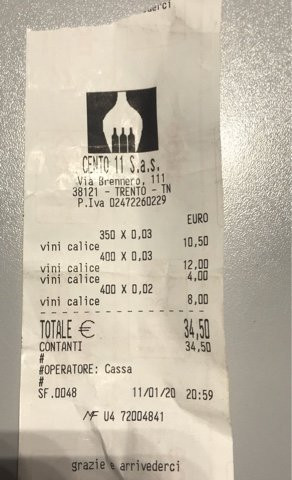 CENTO 11 S.a.s.
Via Brennero, 111
38121 - TRENTO - TN
P.Iva 02472260229
EURO
350 X 0,03
vini calice 10,50
400 X 0,03
vini calice 12,00
vini calice 4,00
400 X 0,02
vini calice 8,00
TOTALE € 34,50
CONTANTI 34,50
#
#OPERATORE: Cassa
#
SF.0048 11/01/20 20:59
MF U4 72004841
grazie e arrivederci